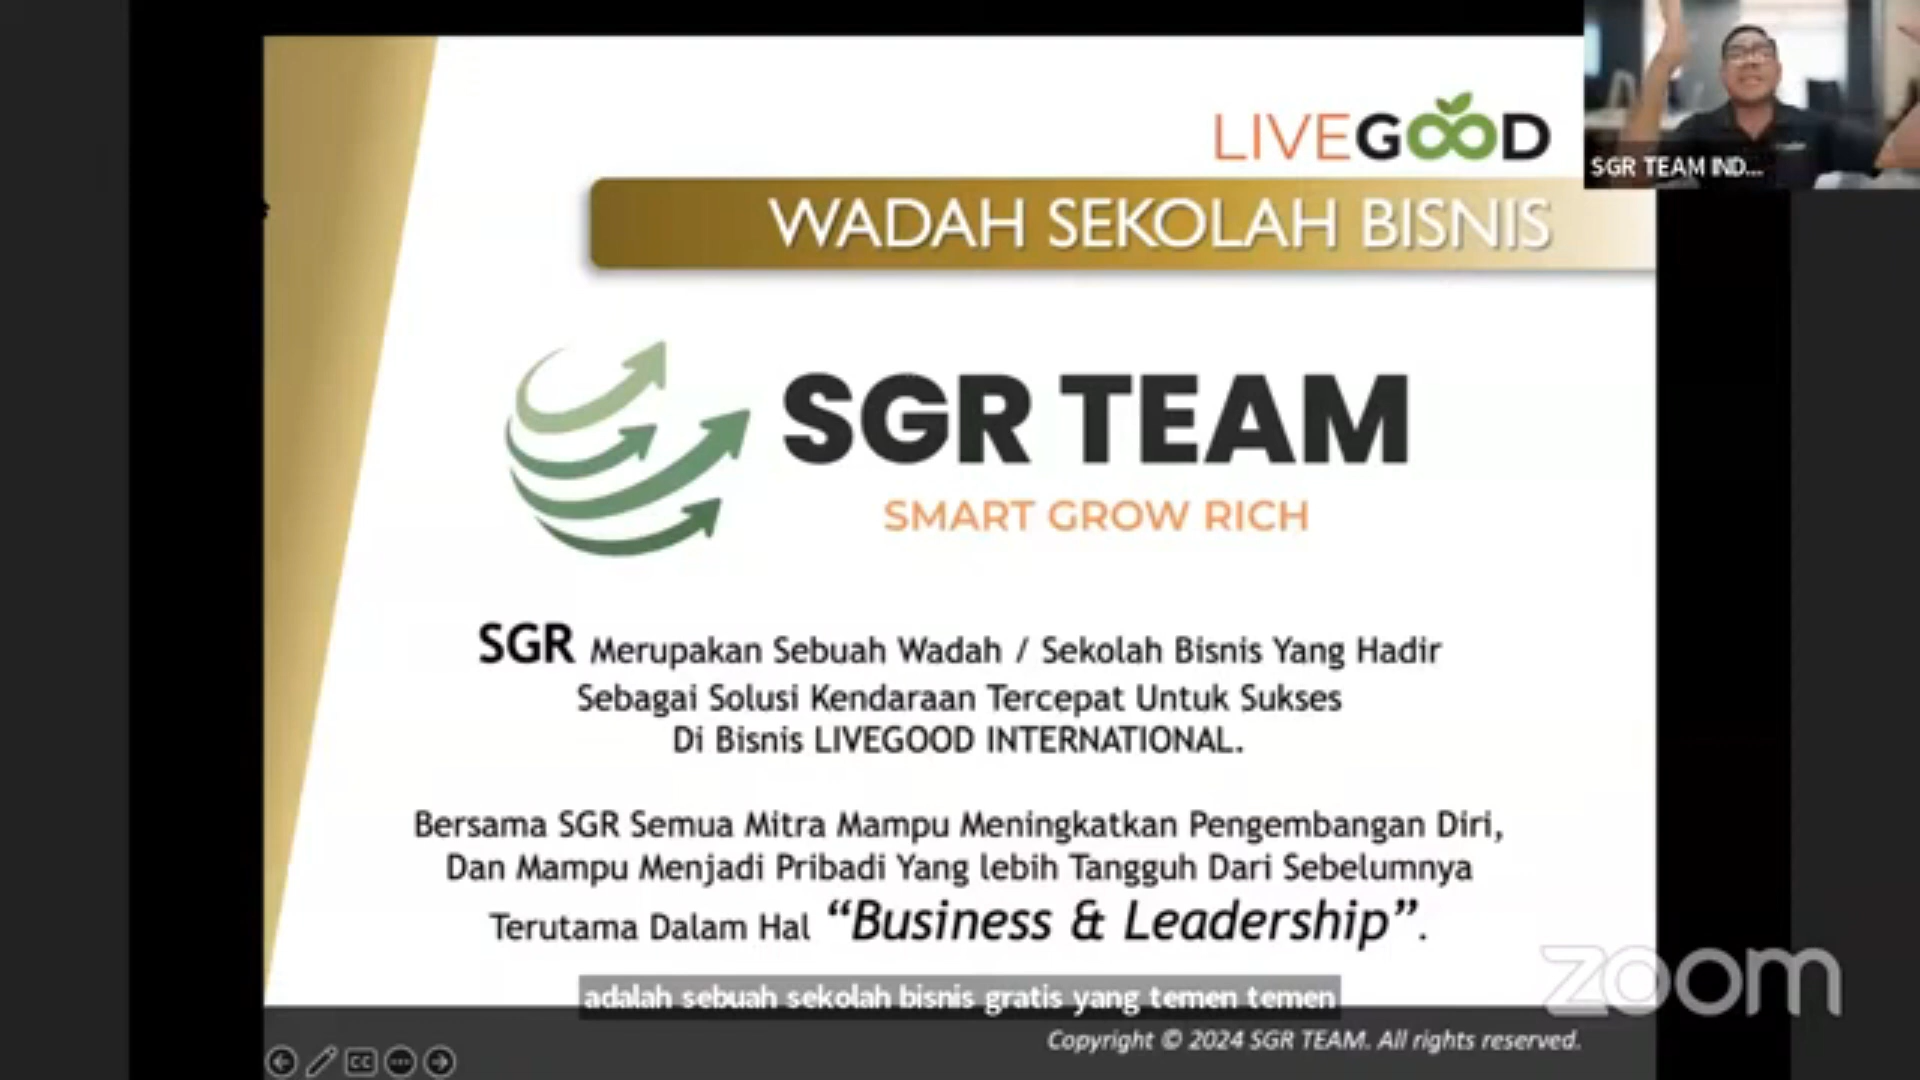 LIVEGOOD
SGR TEAM IND...
WADAH SEKOLAH BISNIS
SGR TEAM
SMART GROW RICH
SGR Merupakan Sebuah Wadah / Sekolah Bisnis Yang Hadir
Sebagai Solusi Kendaraan Tercepat Untuk Sukses
Di Bisnis LIVEGOOD INTERNATIONAL.
Bersama SGR Semua Mitra Mampu Meningkatkan Pengembangan Diri,
Dan Mampu Menjadi Pribadi Yang lebih Tangguh Dari Sebelumnya
Terutama Dalam Hal “Business & Leadership”.
zoom
adalah sebuah sekolah bisnis gratis yang temen temen
Copyright © 2024 SGR TEAM. All rights reserved.
CC